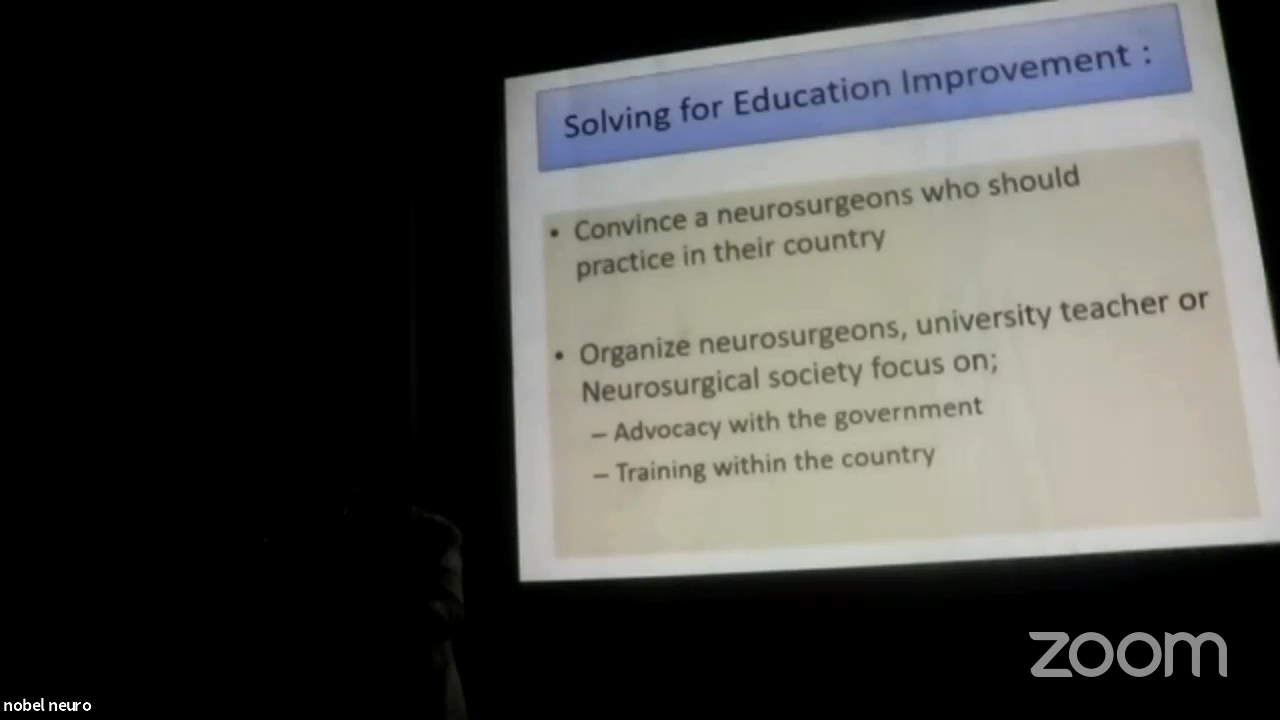 Solving for Education Improvement :
• Convince a neurosurgeons who should
practice in their country
• Organize neurosurgeons, university teacher or
Neurosurgical society focus on;
– Advocacy with the government
– Training within the country
zoom
nobel neuro